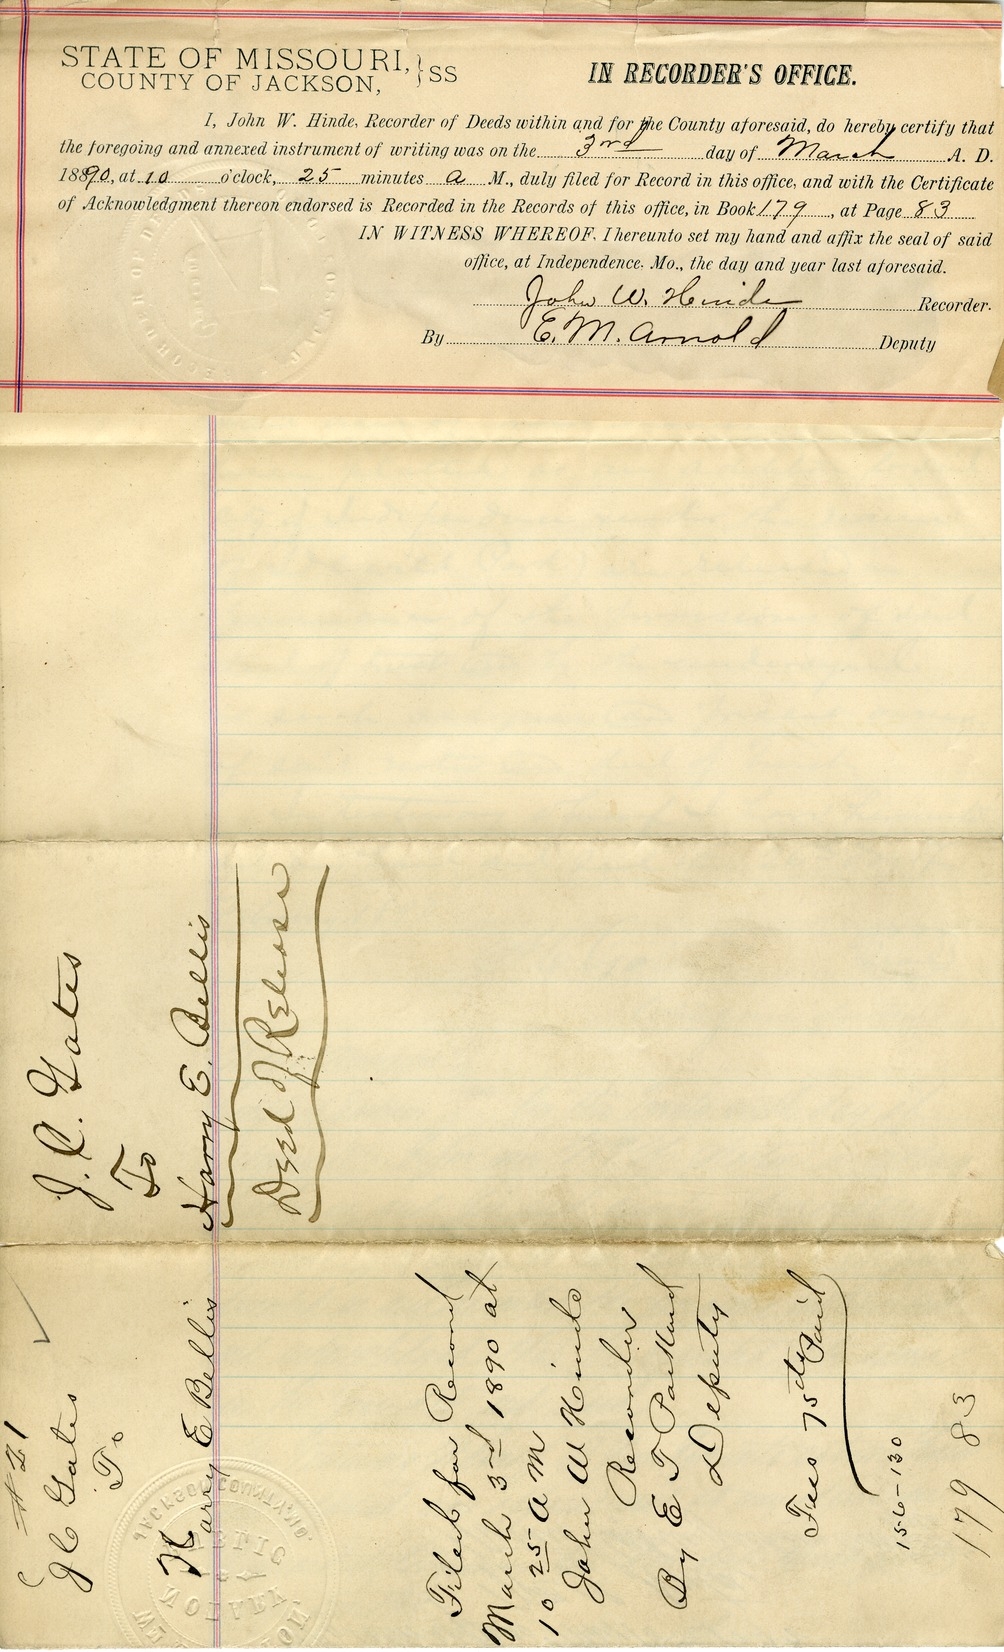 STATE OF MISSOURI, } SS
COUNTY OF JACKSON,
IN RECORDER'S OFFICE.
I, John W. Hinde, Recorder of Deeds within and for the County aforesaid, do hereby certify that
the foregoing and annexed instrument of writing was on the 3rd day of March A. D.
1890, at 10 o'clock, 25 minutes a M., duly filed for Record in this office, and with the Certificate
of Acknowledgment thereon endorsed is Recorded in the Records of this office, in Book 179, at Page 83
IN WITNESS WHEREOF, I hereunto set my hand and affix the seal of said
office, at Independence. Mo., the day and year last aforesaid.
John W. Hinde Recorder.
By E. M. Arnold Deputy
J. C. Gates
To
Harry E. Bellis
Deed of Release
# 21
J C Gates
To
Harry E Bellis
Filed for Record
March 3rd 1890 at
10 25 A M
John W Hinde
Recorder
By E T
Deputy
Fees 75 cts Paid
156-130
179 83
NOTARY PUBLIC